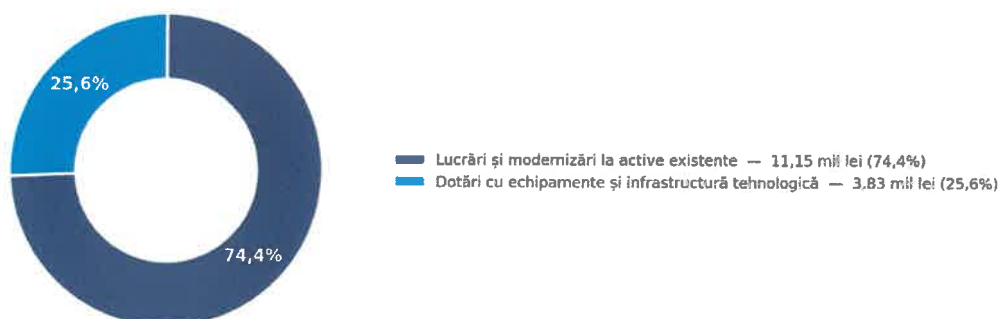 25,6%
Lucrări și modernizări la active existente — 11,15 mil lei (74,4%)
Dotări cu echipamente și infrastructură tehnologică — 3,83 mil lei (25,6%)
74,4%